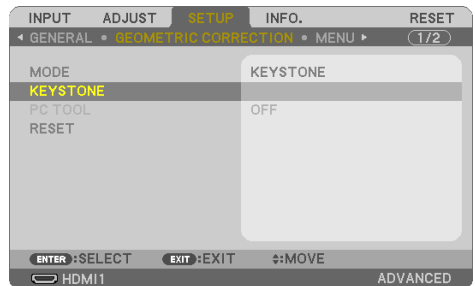 INPUT ADJUST SETUP INFO. RESET
◂ GENERAL • GEOMETRIC CORRECTION • MENU ▸ (1/2)
MODE KEYSTONE
KEYSTONE
PC TOOL OFF
RESET
ENTER:SELECT EXIT:EXIT ⬍:MOVE
HDMI1 ADVANCED